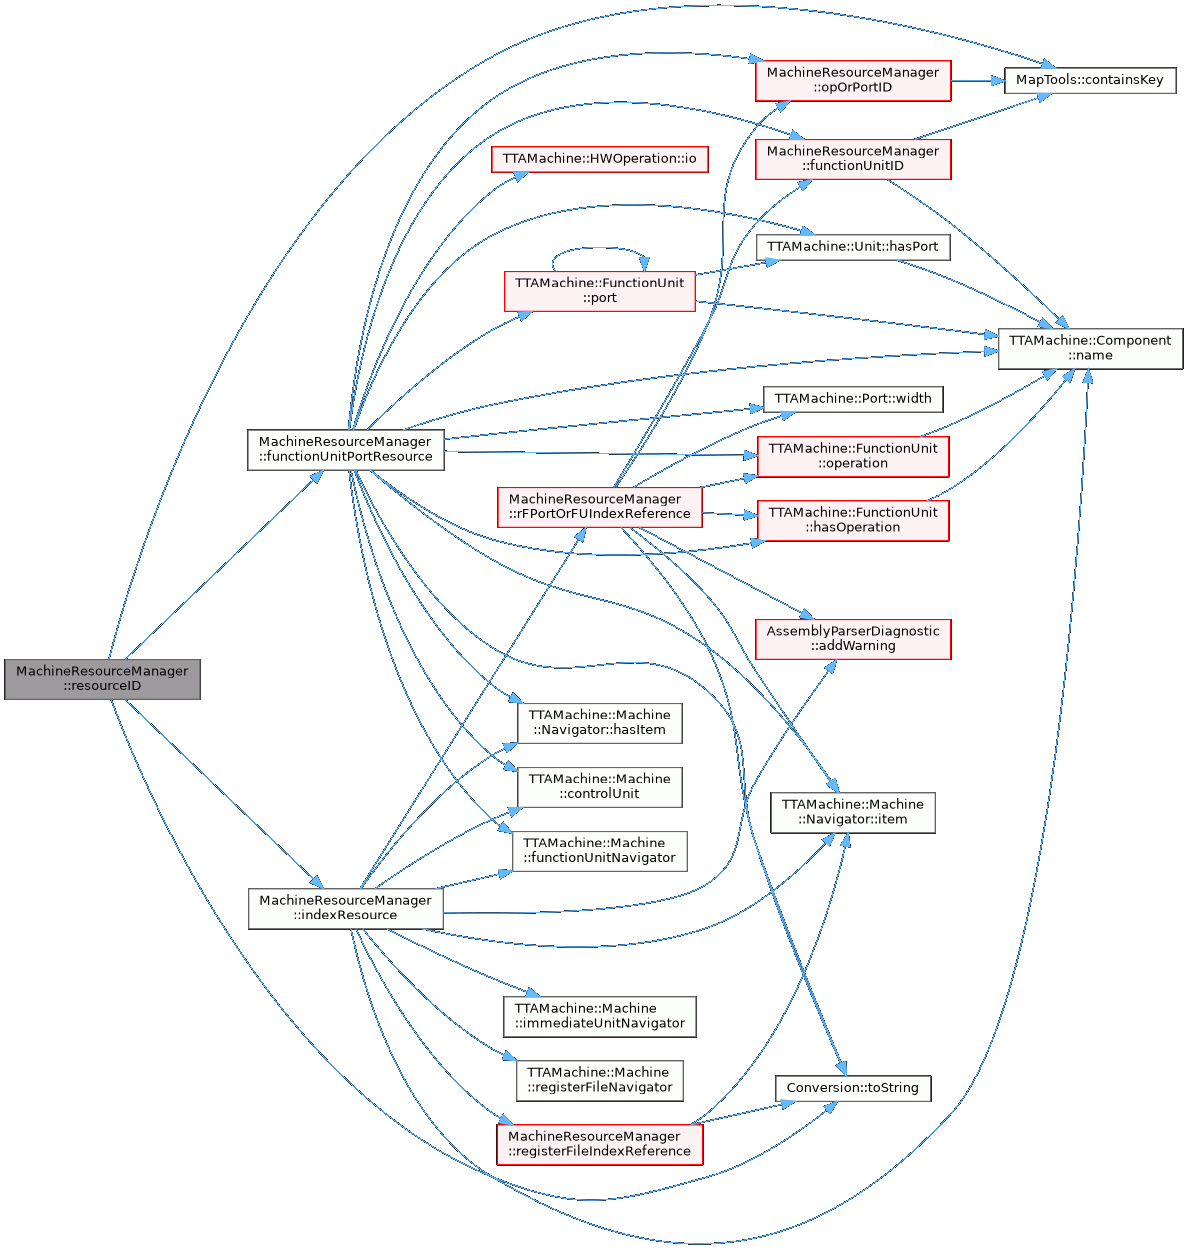 MachineResourceManager
::opOrPortID
MapTools::containsKey
MachineResourceManager
::functionUnitID
TTAMachine::HWOperation::io
TTAMachine::Unit::hasPort
TTAMachine::FunctionUnit
::port
TTAMachine::Component
::name
TTAMachine::Port::width
MachineResourceManager
::functionUnitPortResource
TTAMachine::FunctionUnit
::operation
MachineResourceManager
::rFPortOrFUIndexReference
TTAMachine::FunctionUnit
::hasOperation
AssemblyParserDiagnostic
::addWarning
MachineResourceManager
::resourceID
TTAMachine::Machine
::Navigator::hasItem
TTAMachine::Machine
::controlUnit
TTAMachine::Machine
::Navigator::item
TTAMachine::Machine
::functionUnitNavigator
MachineResourceManager
::indexResource
TTAMachine::Machine
::immediateUnitNavigator
TTAMachine::Machine
::registerFileNavigator
Conversion::toString
MachineResourceManager
::registerFileIndexReference